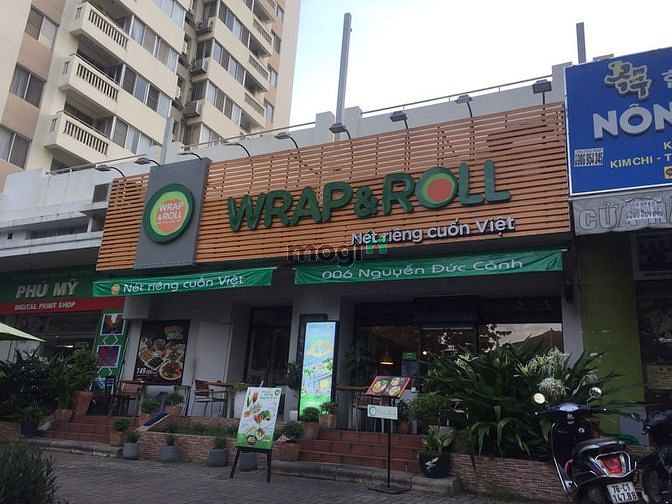 WRAP
&ROLL
WRAP&ROLL
Nét riêng cuốn Việt
mogi
Nét riêng cuốn Việt
006 Nguyễn Đức Cảnh
PHÚ MỸ
DIGITAL PRINT SHOP
NÔN
KIMCHI - T
149